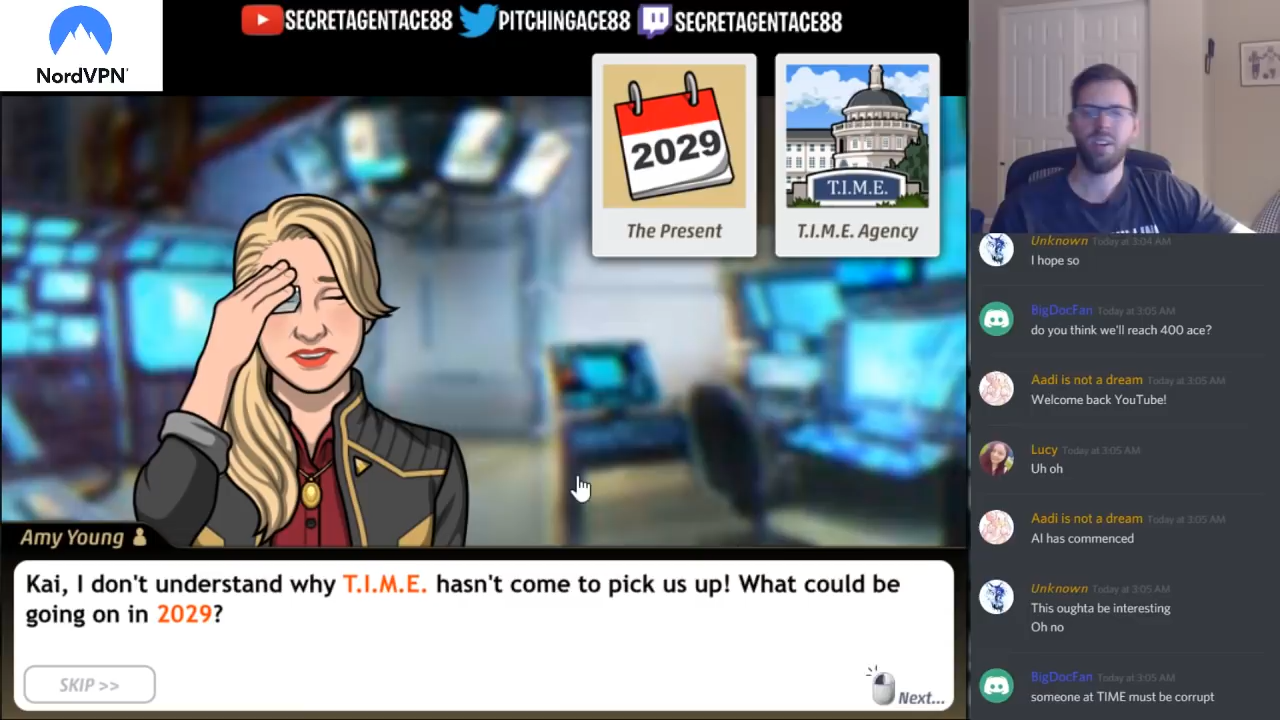 NordVPN®
SECRETAGENTACE88
PITCHINGACE88
SECRETAGENTACE88
2029
The Present
T.I.M.E.
T.I.M.E. Agency
Amy Young
Kai, I don't understand why T.I.M.E. hasn't come to pick us up! What could be
going on in 2029?
SKIP >>
Next...
Unknown Today at 3:04 AM
I hope so
BigDocFan Today at 3:05 AM
do you think we'll reach 400 ace?
Aadi is not a dream Today at 3:05 AM
Welcome back YouTube!
Lucy Today at 3:05 AM
Uh oh
Aadi is not a dream Today at 3:05 AM
AI has commenced
Unknown Today at 3:05 AM
This oughta be interesting
Oh no
BigDocFan Today at 3:05 AM
someone at TIME must be corrupt